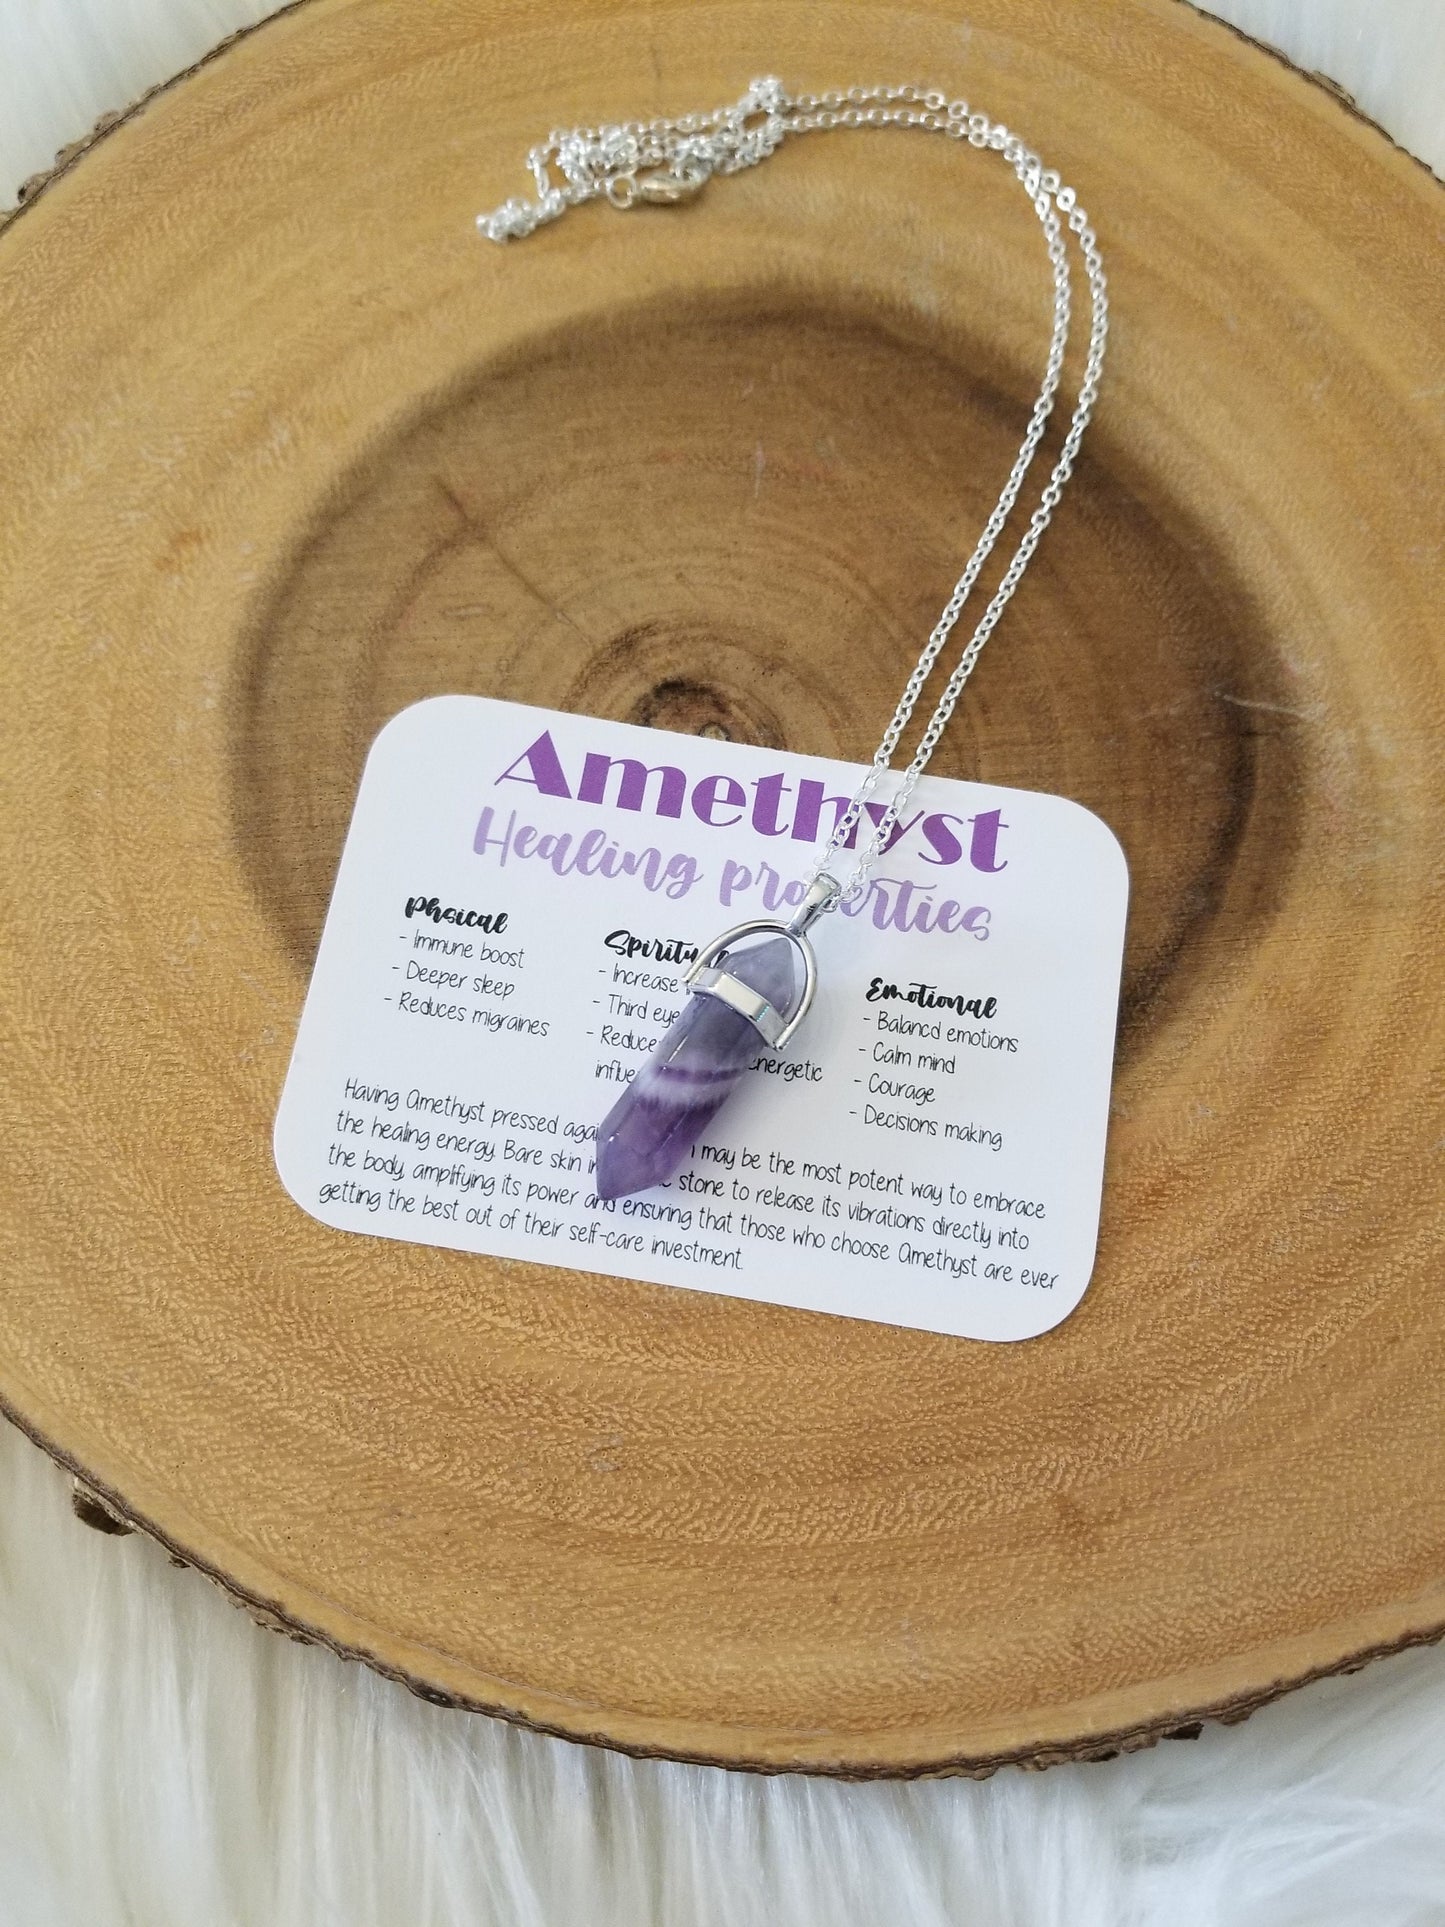 Amethyst
Healing properties
Phsical
- Immune boost
- Deeper sleep
- Reduces migraines
- Increase
- Third eye
- Reduce
energetic
Emotional
- Balancd emotions
- Calm mind
- Courage
- Decisions making
Having Amethyst pressed may be the most potent way to embrace
the healing energy. Bare skin stone to release its vibrations directly into
the body, amplifying its power and ensuring that those who choose Amethyst are ever
getting the best out of their self-care investment.